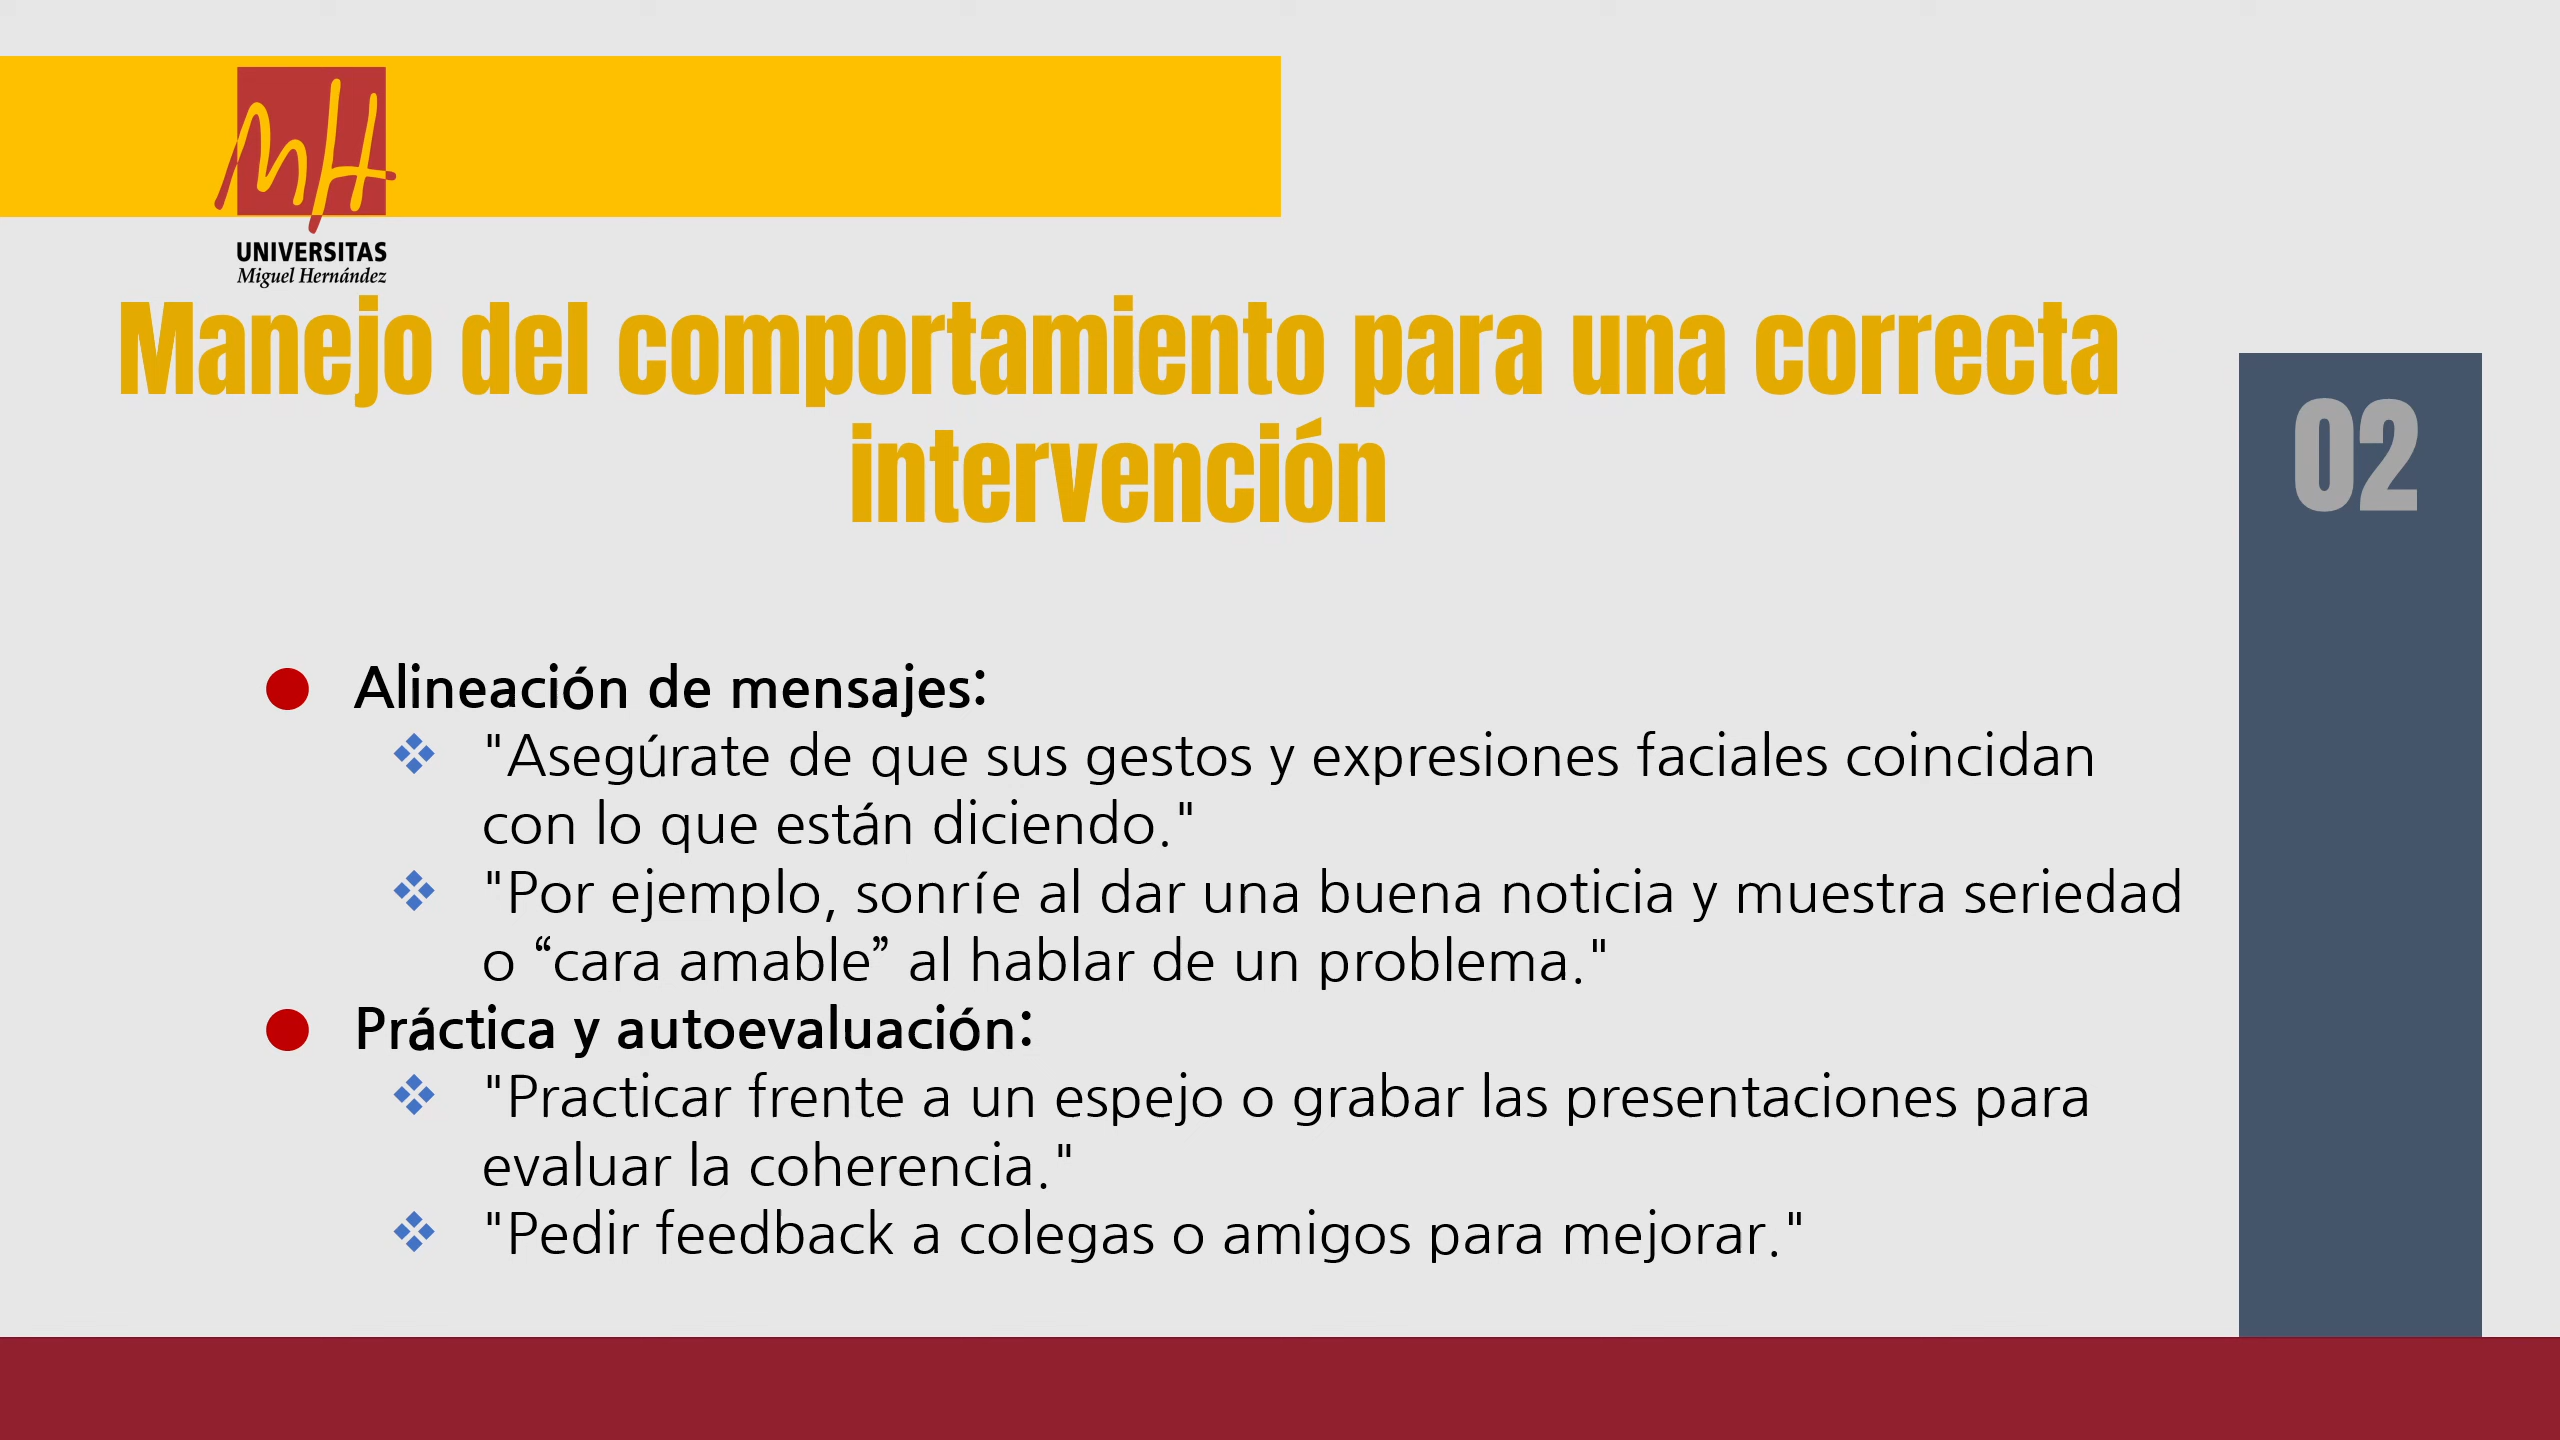 MH
UNIVERSITAS
Miguel Hernández
Manejo del comportamiento para una correcta
intervención
02
Alineación de mensajes:
"Asegúrate de que sus gestos y expresiones faciales coincidan
con lo que están diciendo."
"Por ejemplo, sonríe al dar una buena noticia y muestra seriedad
o “cara amable” al hablar de un problema."
Práctica y autoevaluación:
"Practicar frente a un espejo o grabar las presentaciones para
evaluar la coherencia."
"Pedir feedback a colegas o amigos para mejorar."